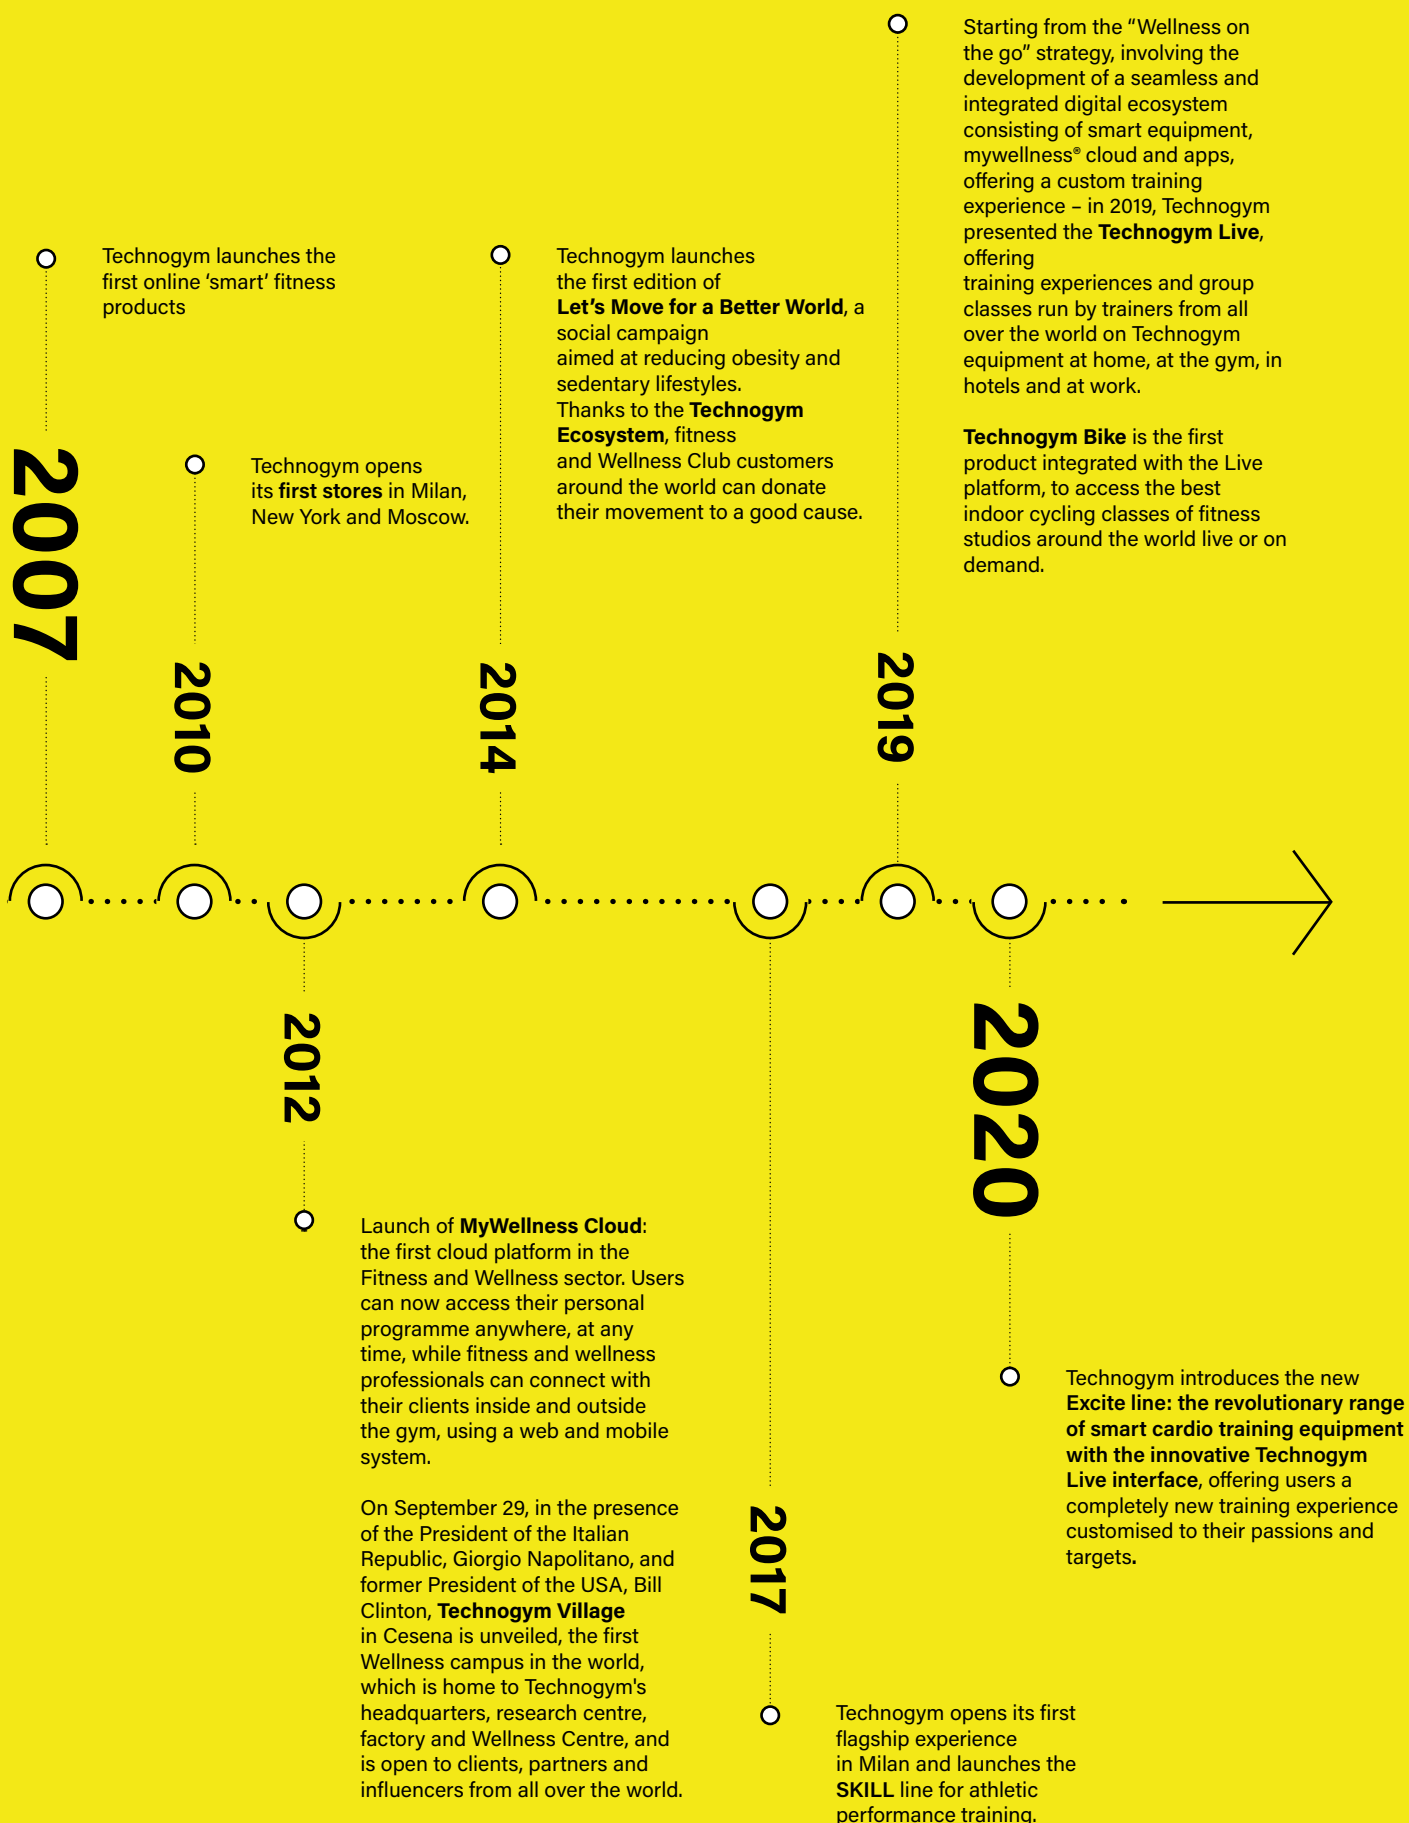 2007
Technogym launches the
first online ‘smart’ fitness
products
2010
Technogym opens
its first stores in Milan,
New York and Moscow.
2012
Launch of MyWellness Cloud:
the first cloud platform in the
Fitness and Wellness sector. Users
can now access their personal
programme anywhere, at any
time, while fitness and wellness
professionals can connect with
their clients inside and outside
the gym, using a web and mobile
system.
On September 29, in the presence
of the President of the Italian
Republic, Giorgio Napolitano, and
former President of the USA, Bill
Clinton, Technogym Village
in Cesena is unveiled, the first
Wellness campus in the world,
which is home to Technogym's
headquarters, research centre,
factory and Wellness Centre, and
is open to clients, partners and
influencers from all over the world.
2014
Technogym launches
the first edition of
Let’s Move for a Better World, a
social campaign
aimed at reducing obesity and
sedentary lifestyles.
Thanks to the Technogym
Ecosystem, fitness
and Wellness Club customers
around the world can donate
their movement to a good cause.
2017
Technogym opens its first
flagship experience
in Milan and launches the
SKILL line for athletic
performance training.
2019
Starting from the “Wellness on
the go” strategy, involving the
development of a seamless and
integrated digital ecosystem
consisting of smart equipment,
mywellness® cloud and apps,
offering a custom training
experience – in 2019, Technogym
presented the Technogym Live,
offering
training experiences and group
classes run by trainers from all
over the world on Technogym
equipment at home, at the gym, in
hotels and at work.
Technogym Bike is the first
product integrated with the Live
platform, to access the best
indoor cycling classes of fitness
studios around the world live or on
demand.
2020
Technogym introduces the new
Excite line: the revolutionary range
of smart cardio training equipment
with the innovative Technogym
Live interface, offering users a
completely new training experience
customised to their passions and
targets.